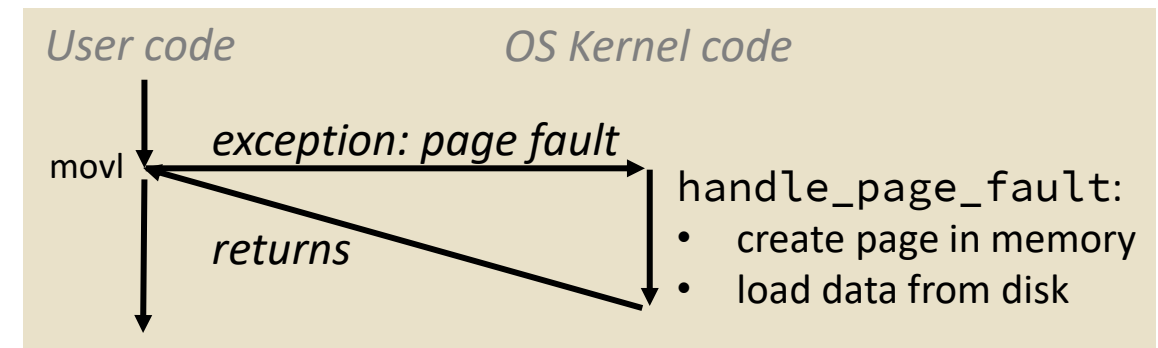 User code OS Kernel code
exception: page fault
movl
handle_page_fault:
returns
• create page in memory
• load data from disk